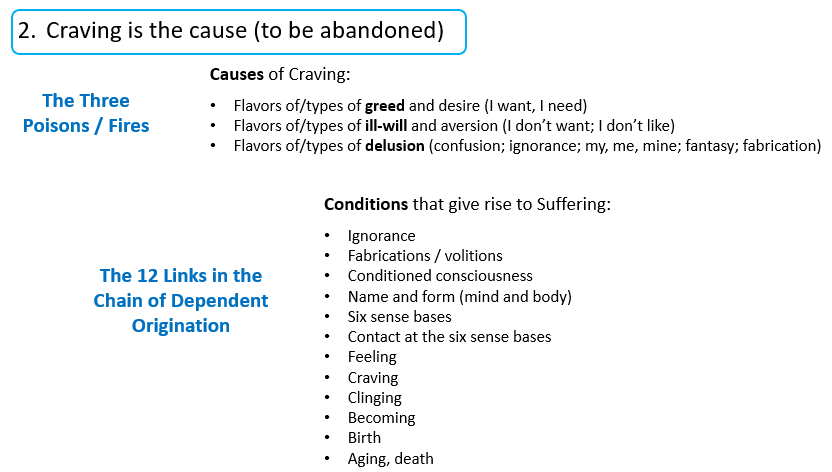 2. Craving is the cause (to be abandoned)
The Three
Poisons / Fires
Causes of Craving:
• Flavors of/types of greed and desire (I want, I need)
• Flavors of/types of ill-will and aversion (I don’t want; I don’t like)
• Flavors of/types of delusion (confusion; ignorance; my, me, mine; fantasy; fabrication)
The 12 Links in the
Chain of Dependent
Origination
Conditions that give rise to Suffering:
• Ignorance
• Fabrications / volitions
• Conditioned consciousness
• Name and form (mind and body)
• Six sense bases
• Contact at the six sense bases
• Feeling
• Craving
• Clinging
• Becoming
• Birth
• Aging, death